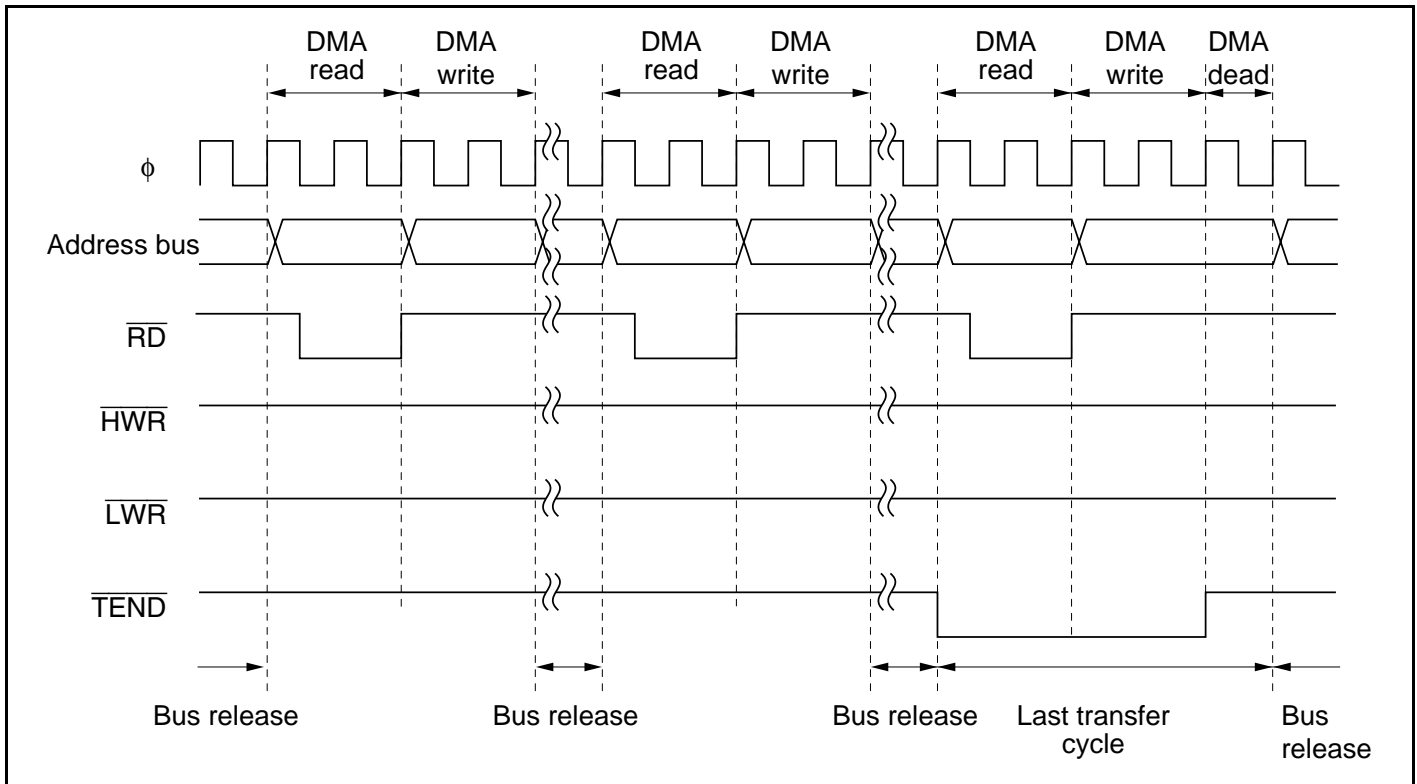 DMA read
DMA write
DMA read
DMA write
DMA read
DMA write
DMA dead
φ
Address bus
RD
HWR
LWR
TEND
Bus release
Bus release
Bus release
Last transfer cycle
Bus release